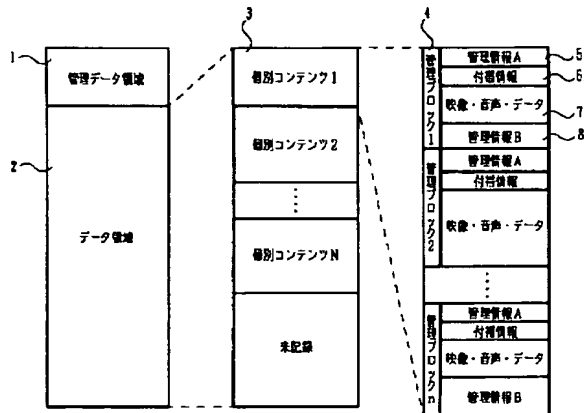 1
管理データ領域
2
データ領域
3
個別コンテンツ1
個別コンテンツ2
個別コンテンツN
未記録
4
管理ブロック1
管理情報A
5
付帯情報
6
映像・音声・データ
7
管理情報B
8
管理ブロック2
管理情報A
付帯情報
映像・音声・データ
管理ブロックn
管理情報A
付帯情報
映像・音声・データ
管理情報B